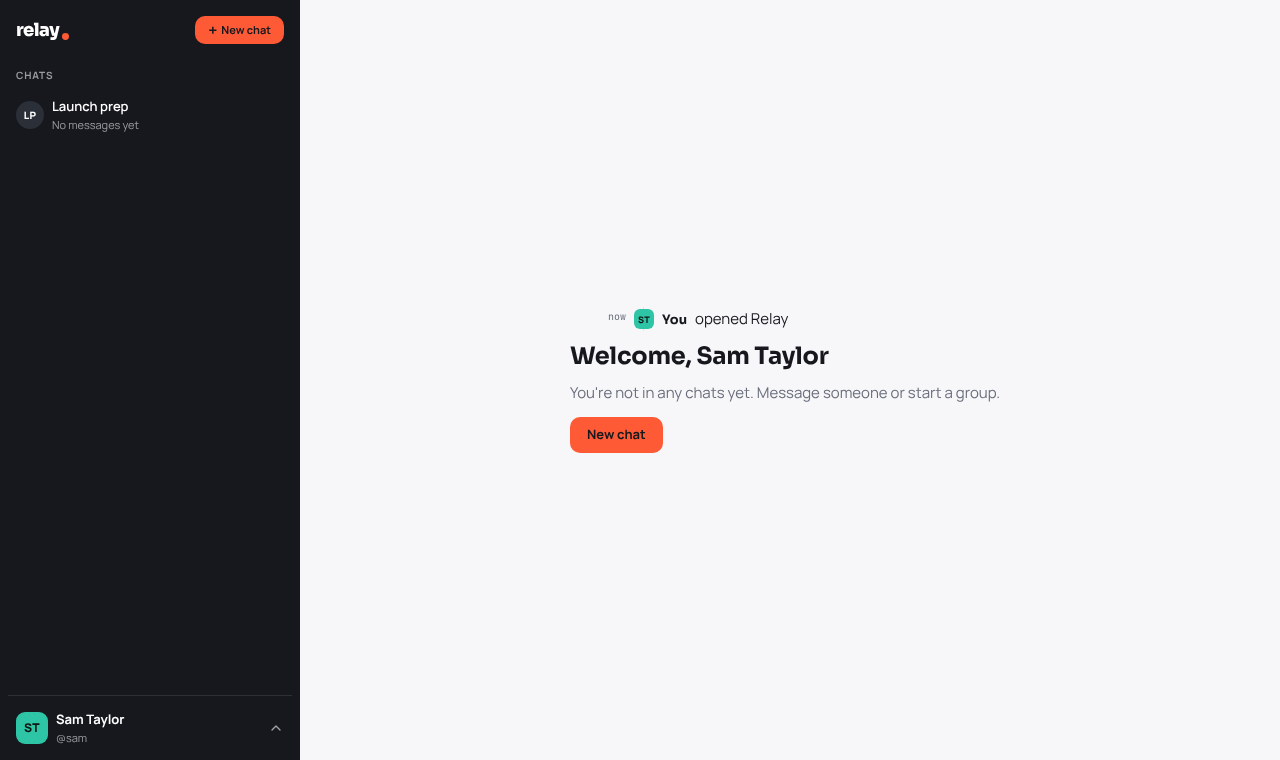 relay.
+ New chat
CHATS
LP
Launch prep
No messages yet
now ST You opened Relay
Welcome, Sam Taylor
You're not in any chats yet. Message someone or start a group.
New chat
ST
Sam Taylor
@sam